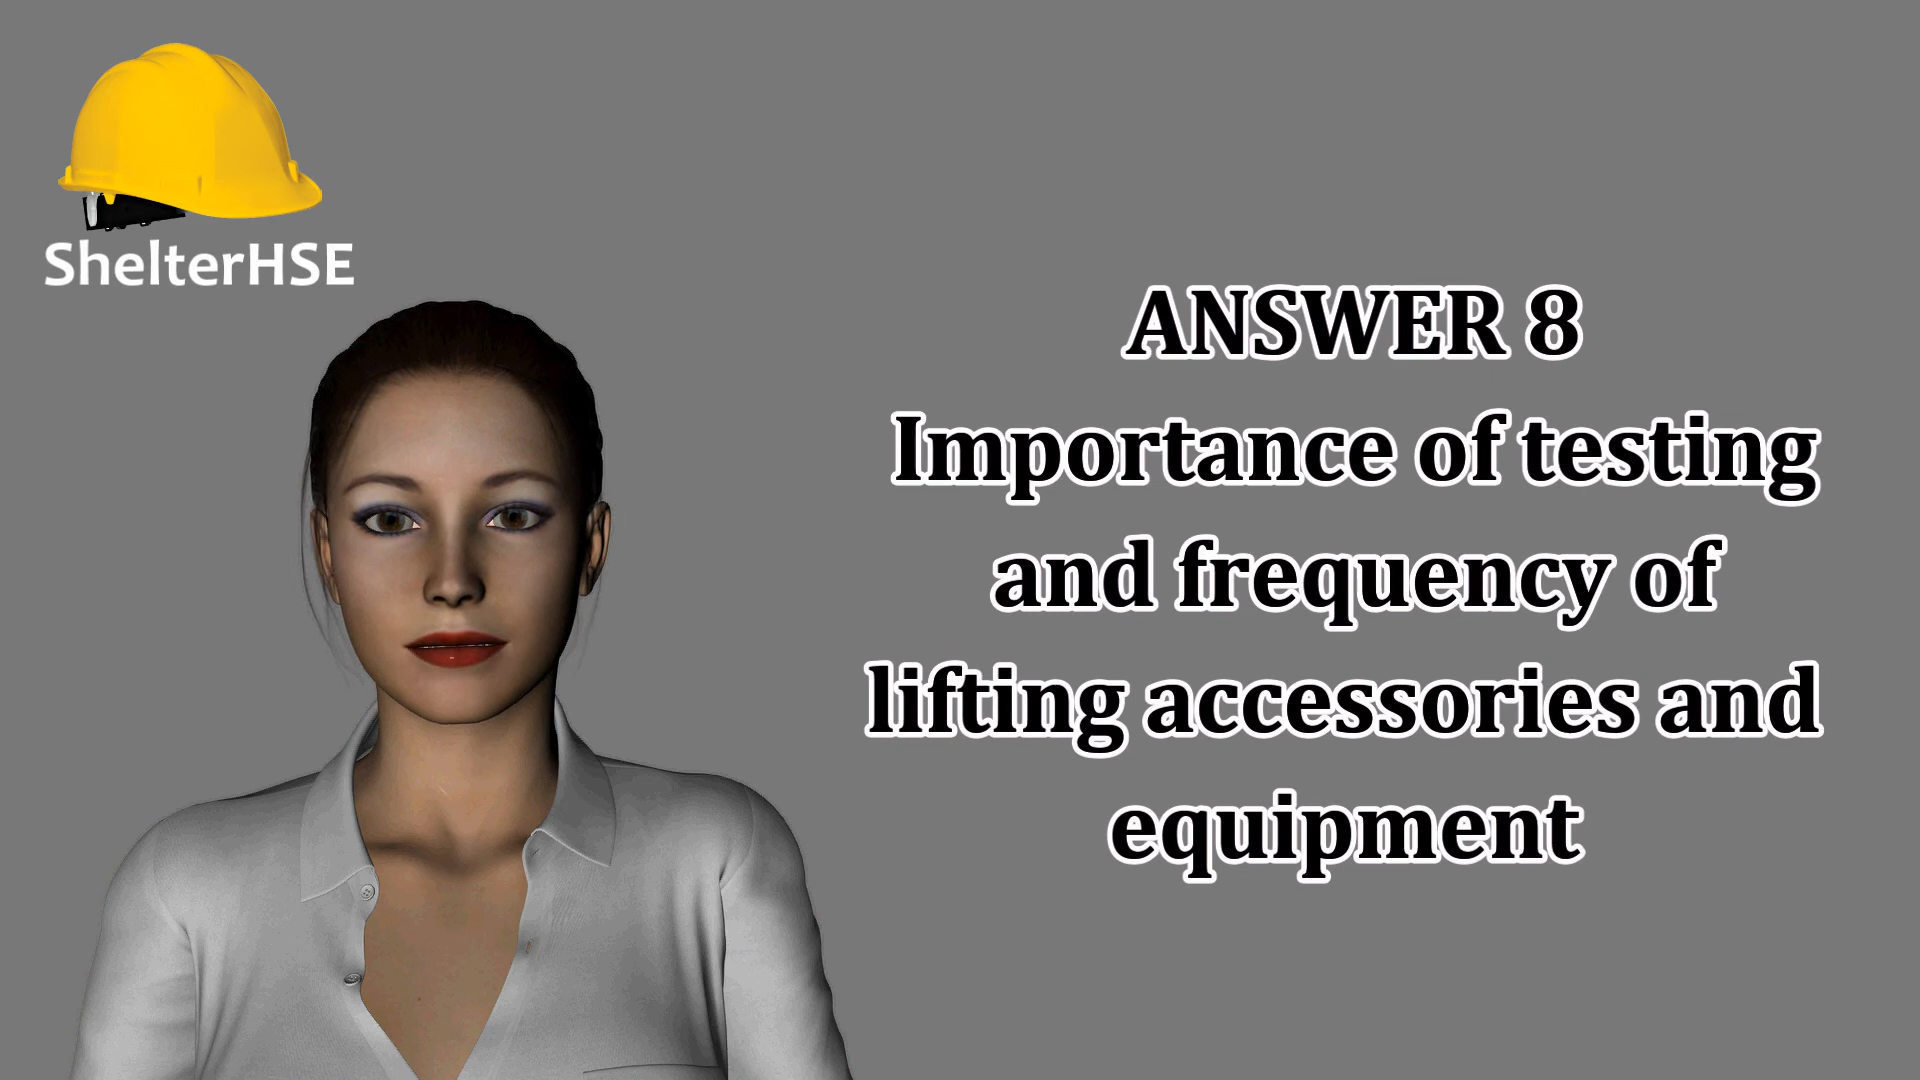 ShelterHSE
ANSWER 8
Importance of testing
and frequency of
lifting accessories and
equipment